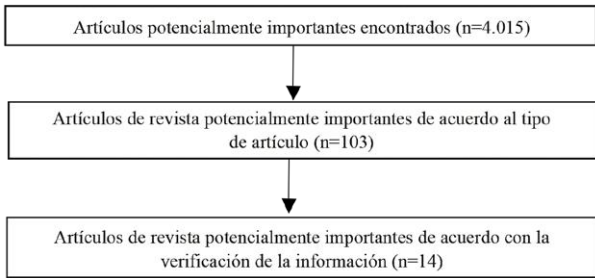 Artículos potencialmente importantes encontrados (n=4.015)
Artículos de revista potencialmente importantes de acuerdo al tipo
de artículo (n=103)
Artículos de revista potencialmente importantes de acuerdo con la
verificación de la información (n=14)